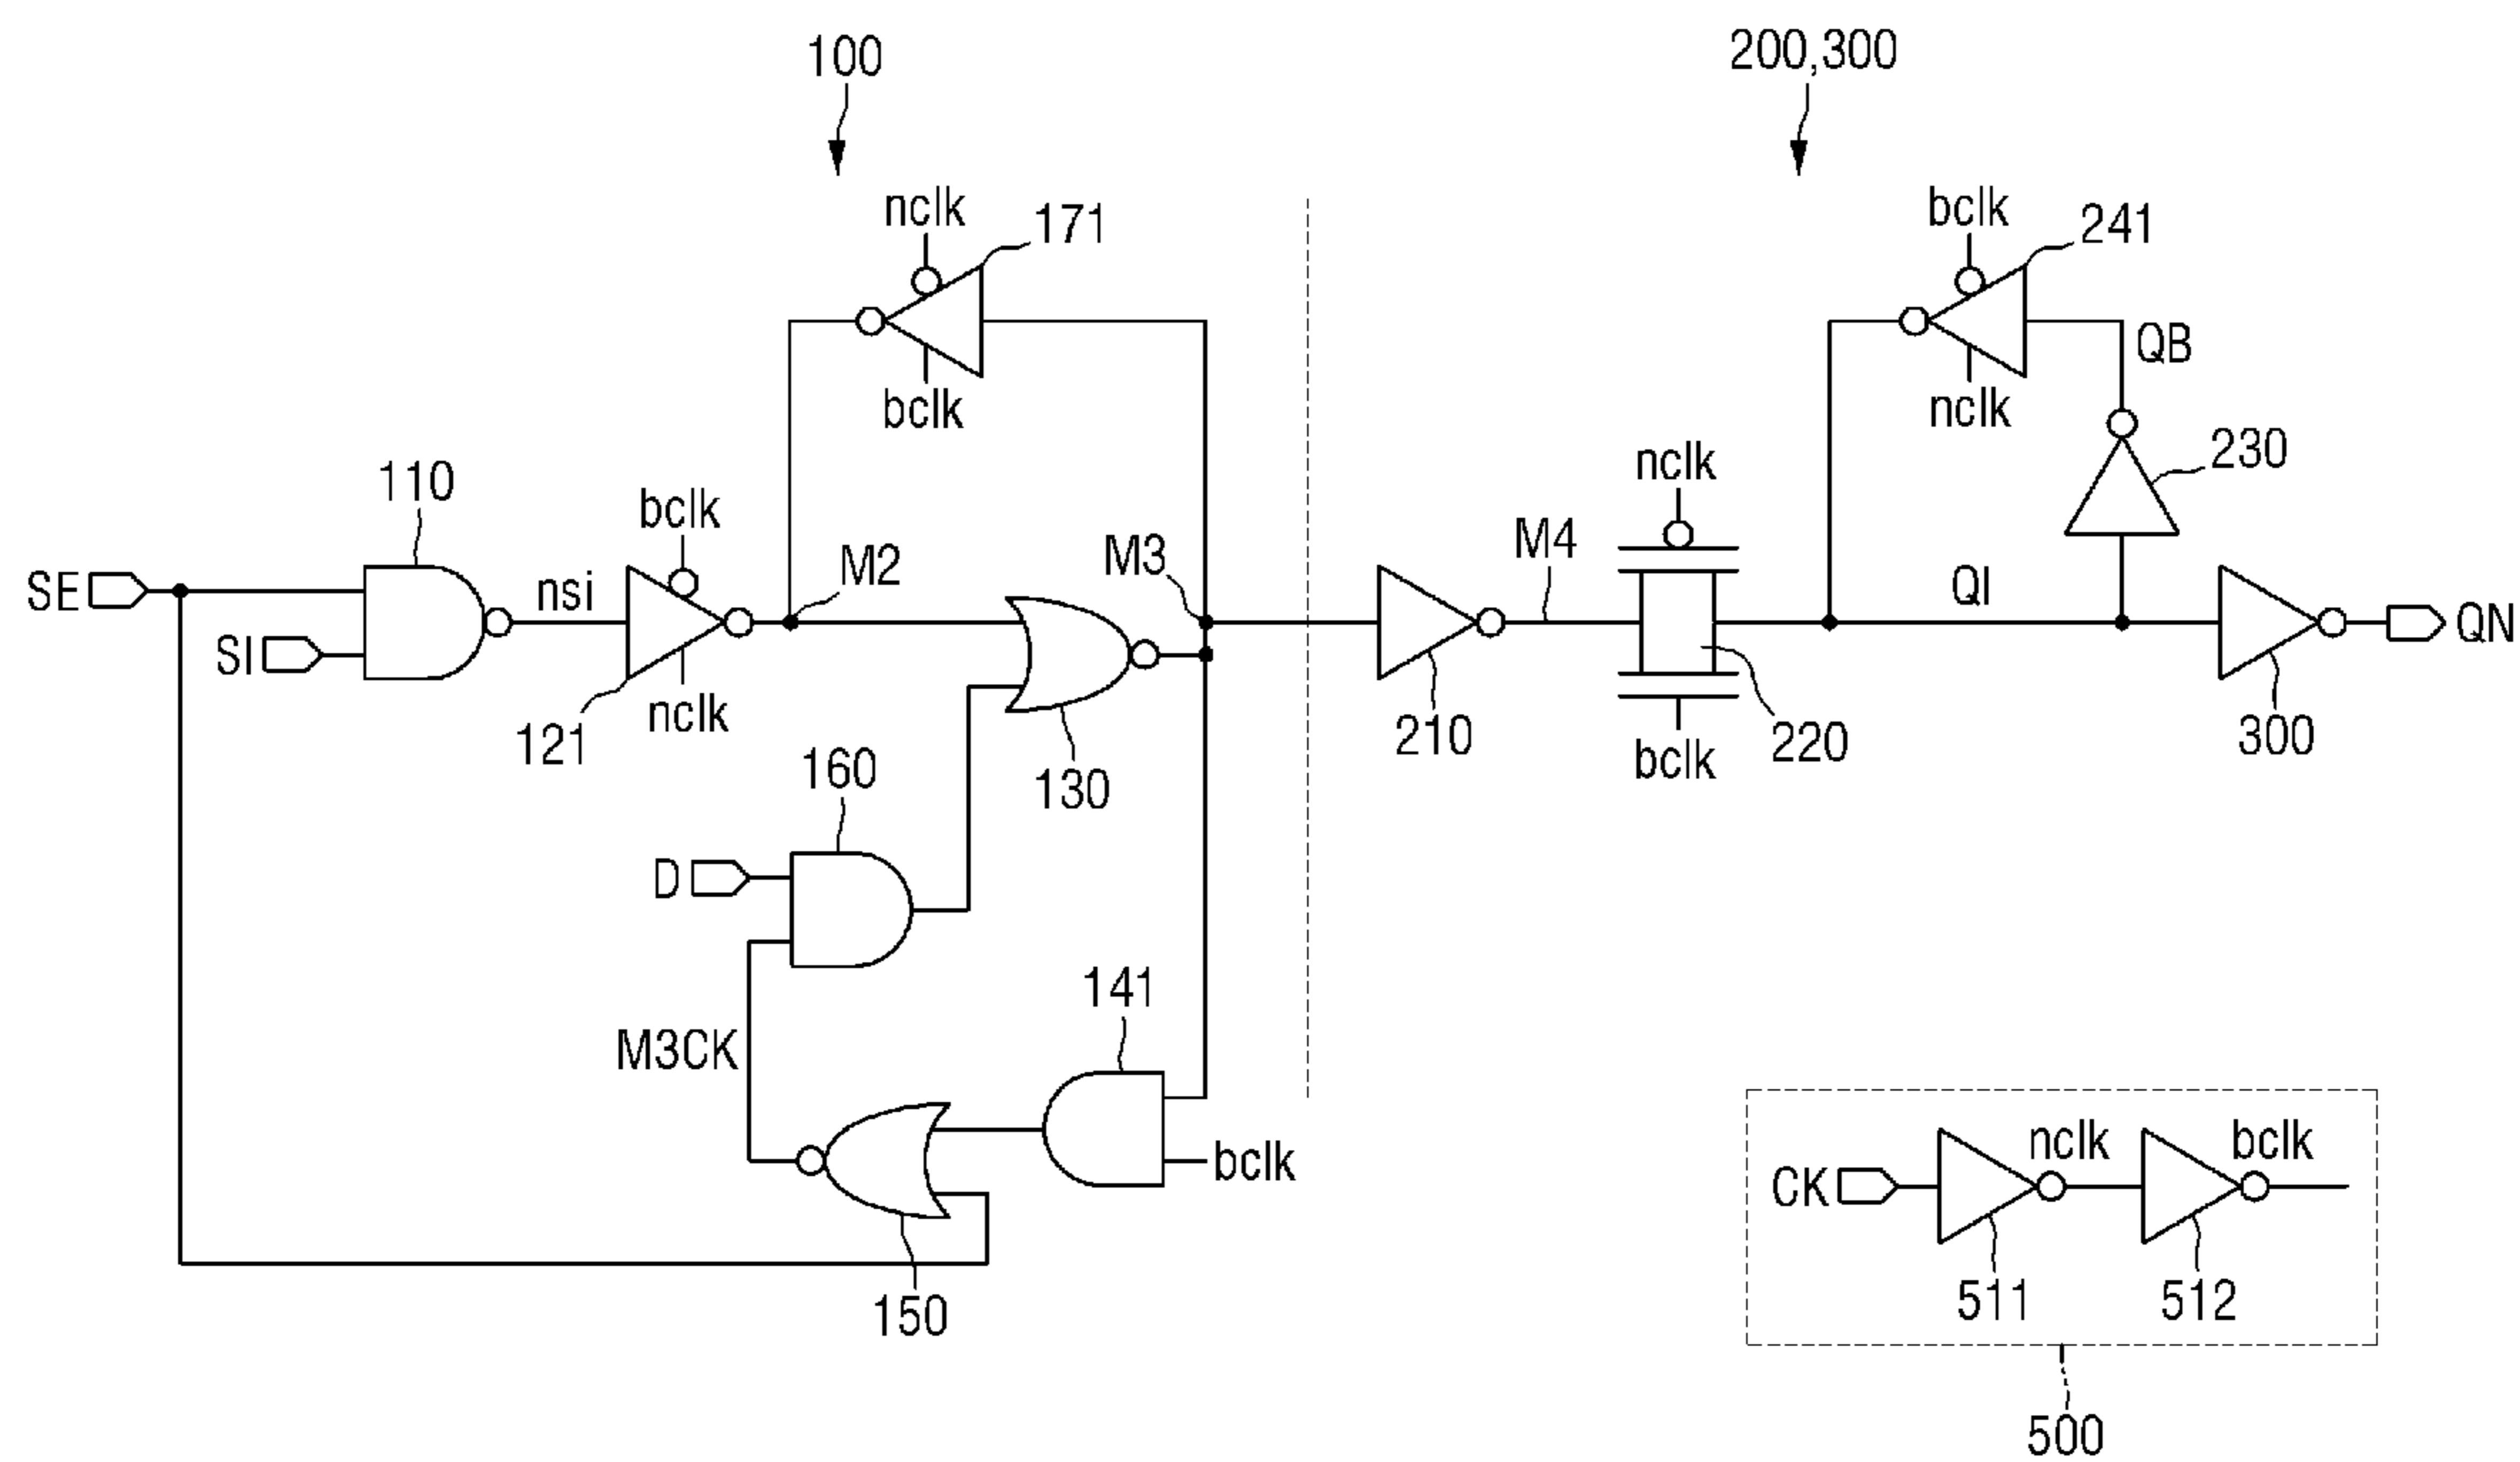 100
200,300
nclk
171
bclk
bclk
241
QB
nclk
230
110
bclk
nsi
M2
M3
nclk
M4
QI
SE
SI
QN
121
nclk
130
210
bclk
220
300
160
D
141
M3CK
bclk
150
nclk
bclk
CK
511
512
500